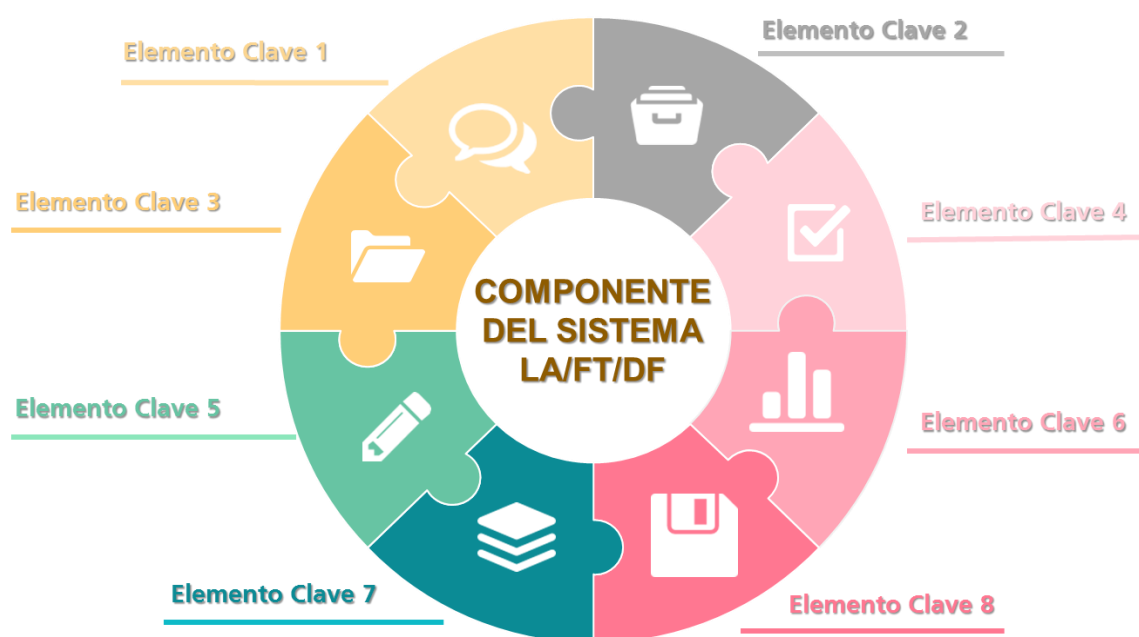 Elemento Clave 1
Elemento Clave 2
Elemento Clave 3
Elemento Clave 4
COMPONENTE
DEL SISTEMA
LA/FT/DF
Elemento Clave 5
Elemento Clave 6
Elemento Clave 7
Elemento Clave 8